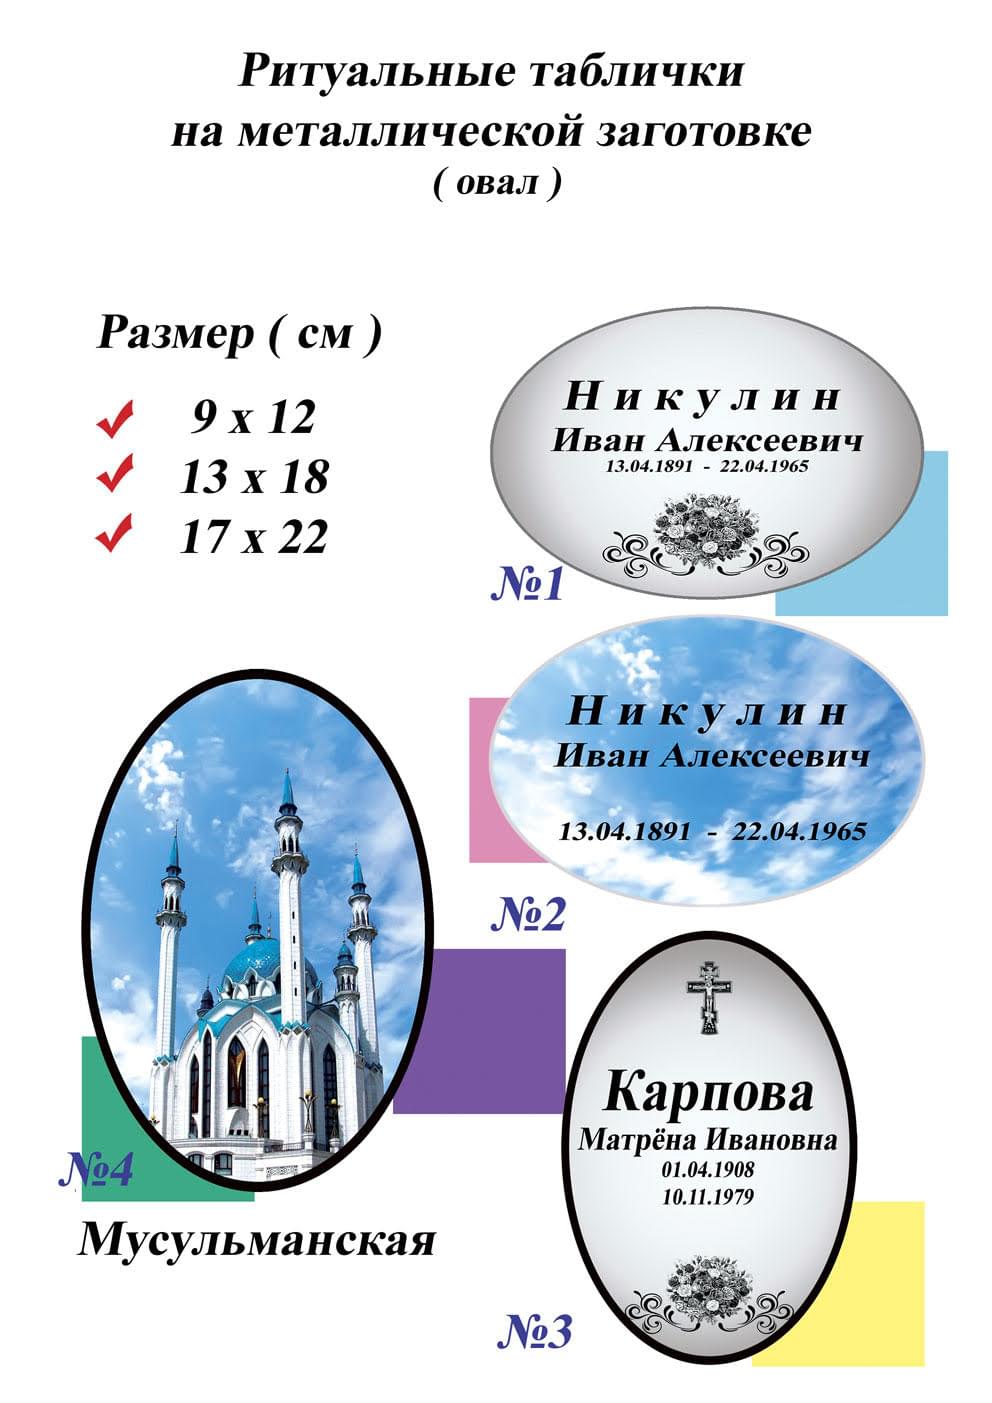 Ритуальные таблички
на металлической заготовке
( овал )
Размер ( см )
9 x 12
13 x 18
17 x 22
Никулин
Иван Алексеевич
13.04.1891 - 22.04.1965
№1
Никулин
Иван Алексеевич
13.04.1891 - 22.04.1965
№2
Карпова
Матрёна Ивановна
01.04.1908
10.11.1979
№3
№4
Мусульманская